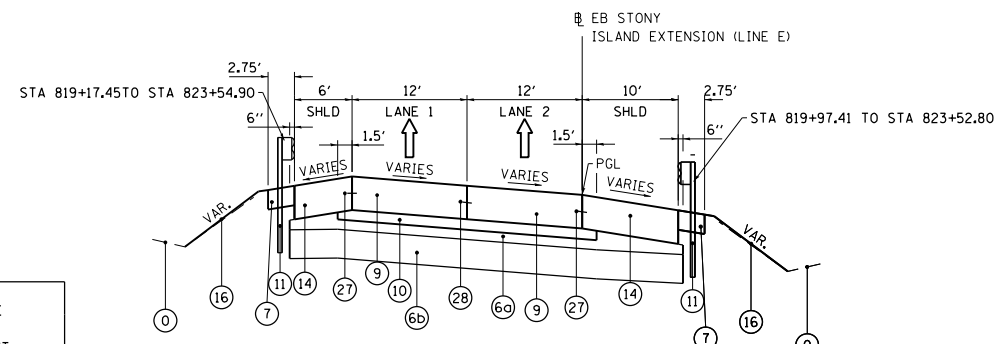 ℄ EB STONY
ISLAND EXTENSION (LINE E)
2.75'
6' 12' 12' 10' 2.75'
STA 819+17.45TO STA 823+54.90
SHLD LANE 1 LANE 2 SHLD
6" 6"
STA 819+97.41 TO STA 823+52.80
1.5' 1.5'
VARIES VARIES VARIES PGL VARIES
VAR. VAR.
16 11 14 27 9 10 28 6a 9 27 14 11 16
0 7 6b 7